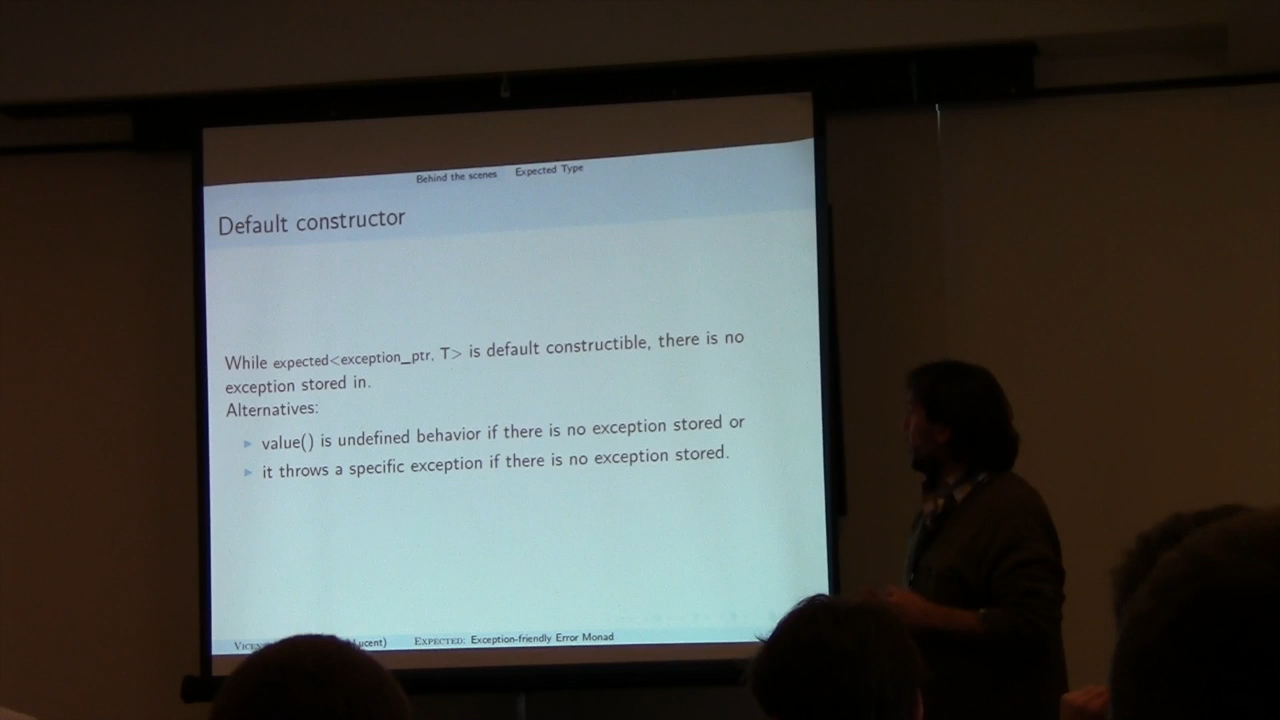 Behind the scenes Expected Type
Default constructor
While expected<exception_ptr, T> is default constructible, there is no
exception stored in.
Alternatives:
value() is undefined behavior if there is no exception stored or
it throws a specific exception if there is no exception stored.
EXPECTED: Exception-friendly Error Monad